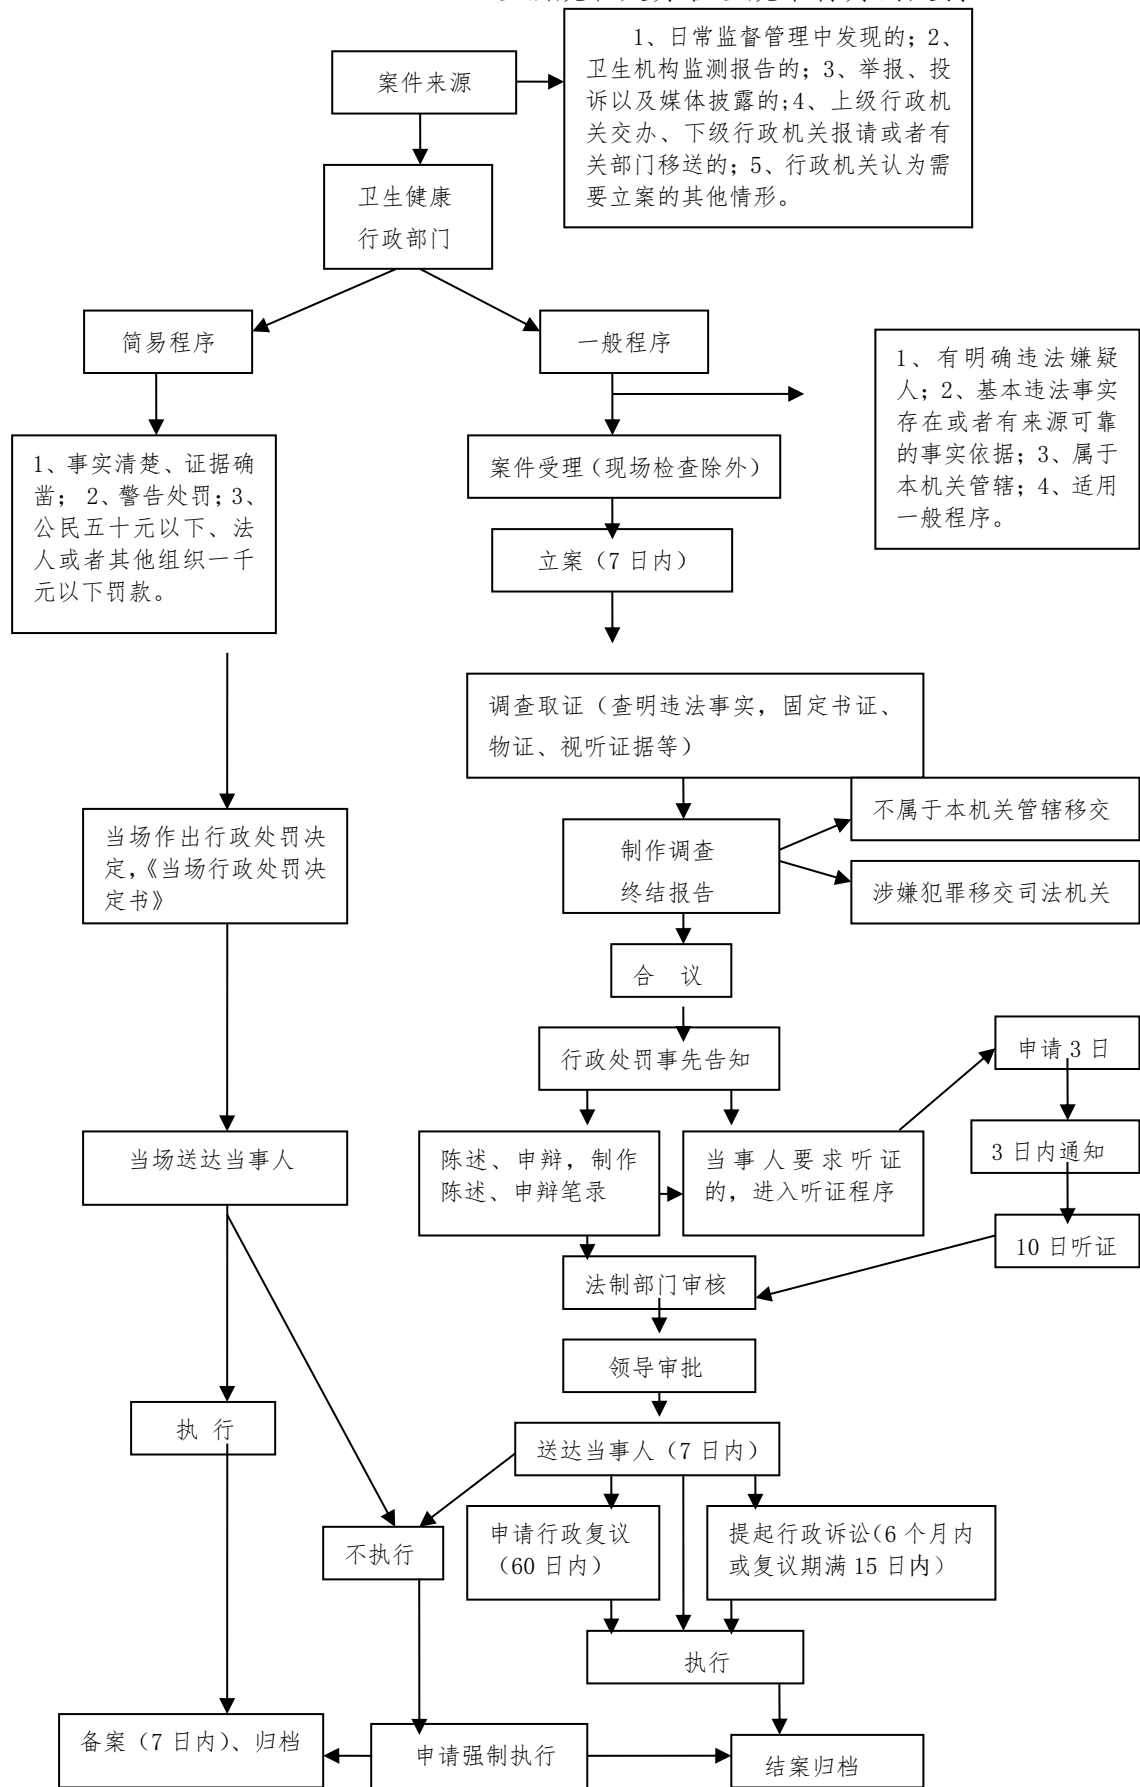 案件来源
1、日常监督管理中发现的；2、
卫生机构监测报告的；3、举报、投
诉以及媒体披露的;4、上级行政机
关交办、下级行政机关报请或者有
关部门移送的；5、行政机关认为需
要立案的其他情形。
卫生健康
行政部门
简易程序
一般程序
1、有明确违法嫌疑
人；2、基本违法事实
存在或者有来源可靠
的事实依据；3、属于
本机关管辖；4、适用
一般程序。
1、事实清楚、证据确
凿； 2、警告处罚；3、
公民五十元以下、法
人或者其他组织一千
元以下罚款。
案件受理（现场检查除外）
立案（7 日内）
调查取证（查明违法事实，固定书证、
物证、视听证据等）
当场作出行政处罚决
定，《当场行政处罚决
定书》
制作调查
终结报告
不属于本机关管辖移交
涉嫌犯罪移交司法机关
合 议
行政处罚事先告知
申请 3 日
当场送达当事人
陈述、申辩，制作
陈述、申辩笔录
当事人要求听证
的，进入听证程序
3 日内通知
10 日听证
法制部门审核
领导审批
执 行
送达当事人（7 日内）
不执行
申请行政复议
（60 日内）
提起行政诉讼（6 个月内
或复议期满 15 日内）
执行
备案（7 日内）、归档
申请强制执行
结案归档